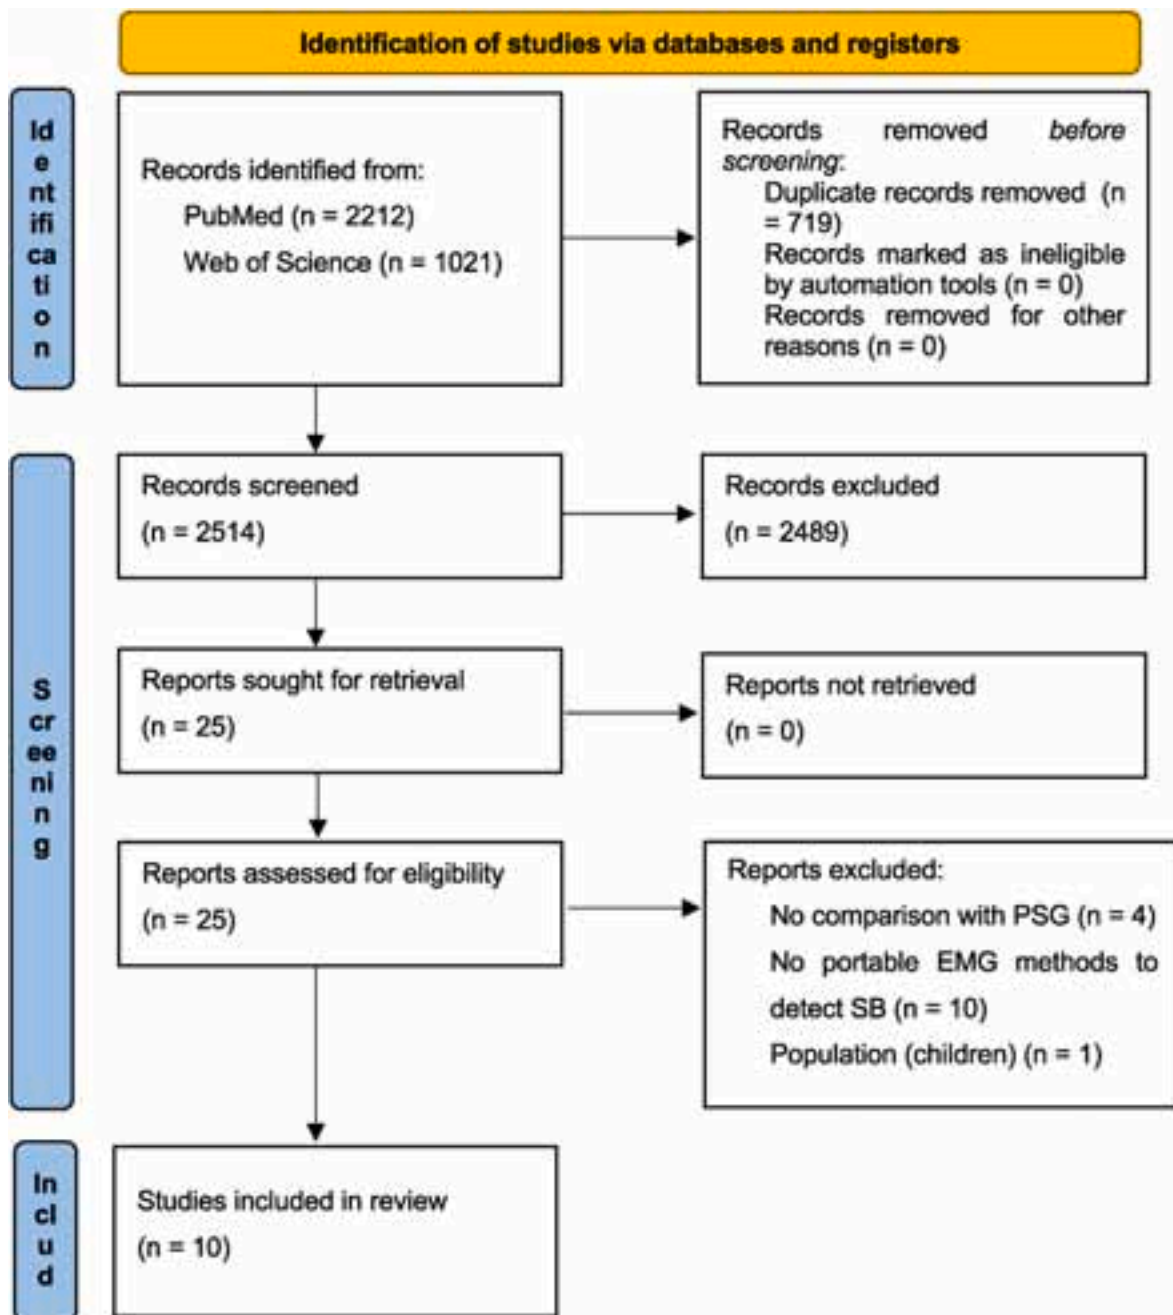 Identification of studies via databases and registers
Id
e
nt
ifi
ca
ti
o
n
Records identified from:
PubMed (n = 2212)
Web of Science (n = 1021)
Records removed before
screening:
Duplicate records removed (n
= 719)
Records marked as ineligible
by automation tools (n = 0)
Records removed for other
reasons (n = 0)
S
cr
ee
ni
n
g
Records screened
(n = 2514)
Records excluded
(n = 2489)
Reports sought for retrieval
(n = 25)
Reports not retrieved
(n = 0)
Reports assessed for eligibility
(n = 25)
Reports excluded:
No comparison with PSG (n = 4)
No portable EMG methods to
detect SB (n = 10)
Population (children) (n = 1)
In
cl
u
d
Studies included in review
(n = 10)